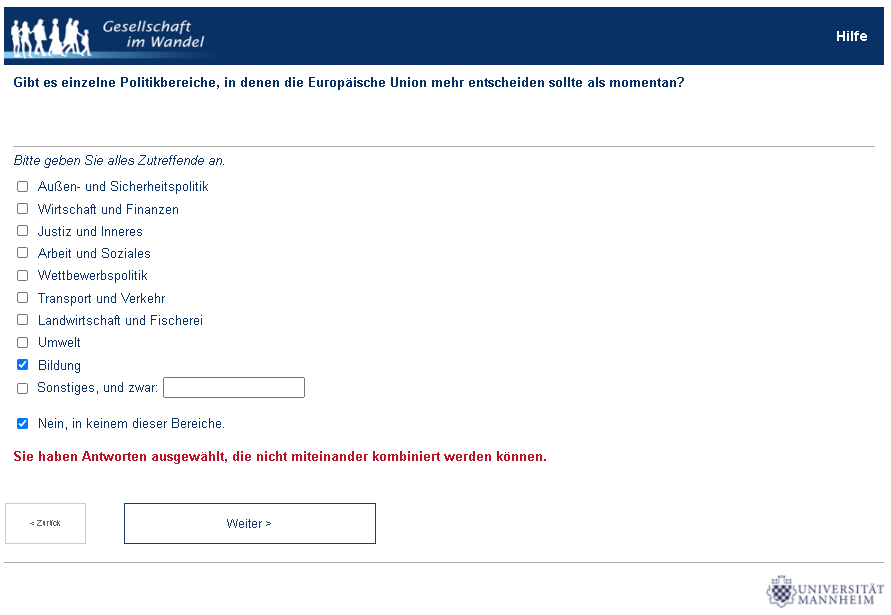 Gesellschaft
im Wandel
Hilfe
Gibt es einzelne Politikbereiche, in denen die Europäische Union mehr entscheiden sollte als momentan?
Bitte geben Sie alles Zutreffende an.
Außen- und Sicherheitspolitik
Wirtschaft und Finanzen
Justiz und Inneres
Arbeit und Soziales
Wettbewerbspolitik
Transport und Verkehr
Landwirtschaft und Fischerei
Umwelt
Bildung
Sonstiges, und zwar:
Nein, in keinem dieser Bereiche.
Sie haben Antworten ausgewählt, die nicht miteinander kombiniert werden können.
< Zurück
Weiter >
UNIVERSITÄT
MANNHEIM